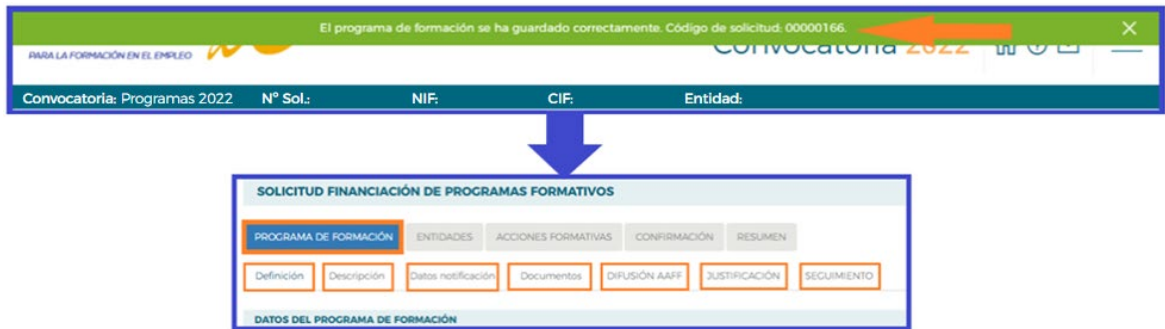 El programa de formación se ha guardado correctamente. Código de solicitud: 00000166.
PARA LA FORMACIÓN EN EL EMPLEO
Convocatoria 2022
Convocatoria: Programas 2022 Nº Sol.: NIF: CIF: Entidad:
SOLICITUD FINANCIACIÓN DE PROGRAMAS FORMATIVOS
PROGRAMA DE FORMACIÓN ENTIDADES ACCIONES FORMATIVAS CONFIRMACIÓN RESUMEN
Definición Descripción Datos notificación Documentos DIFUSIÓN AAFF JUSTIFICACIÓN SEGUIMIENTO
DATOS DEL PROGRAMA DE FORMACIÓN